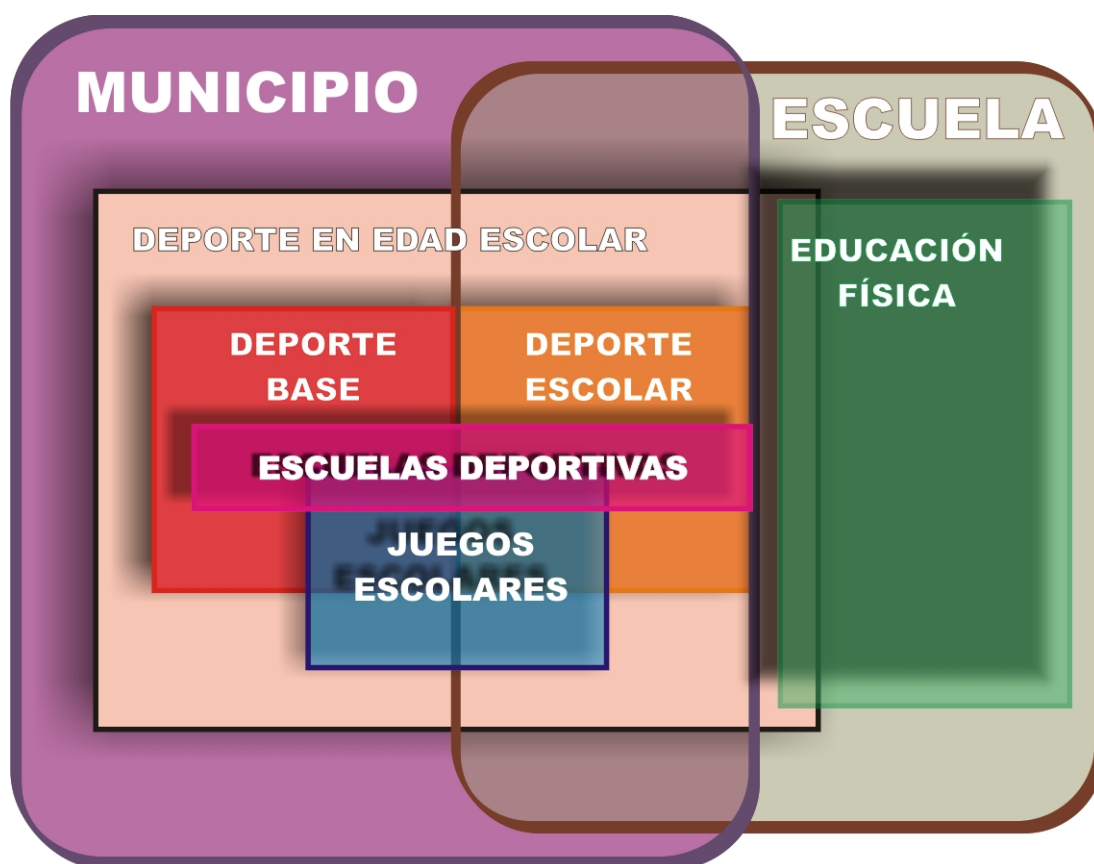 MUNICIPIO
ESCUELA
DEPORTE EN EDAD ESCOLAR
EDUCACIÓN
FÍSICA
DEPORTE
BASE
DEPORTE
ESCOLAR
ESCUELAS DEPORTIVAS
JUEGOS
ESCOLARES